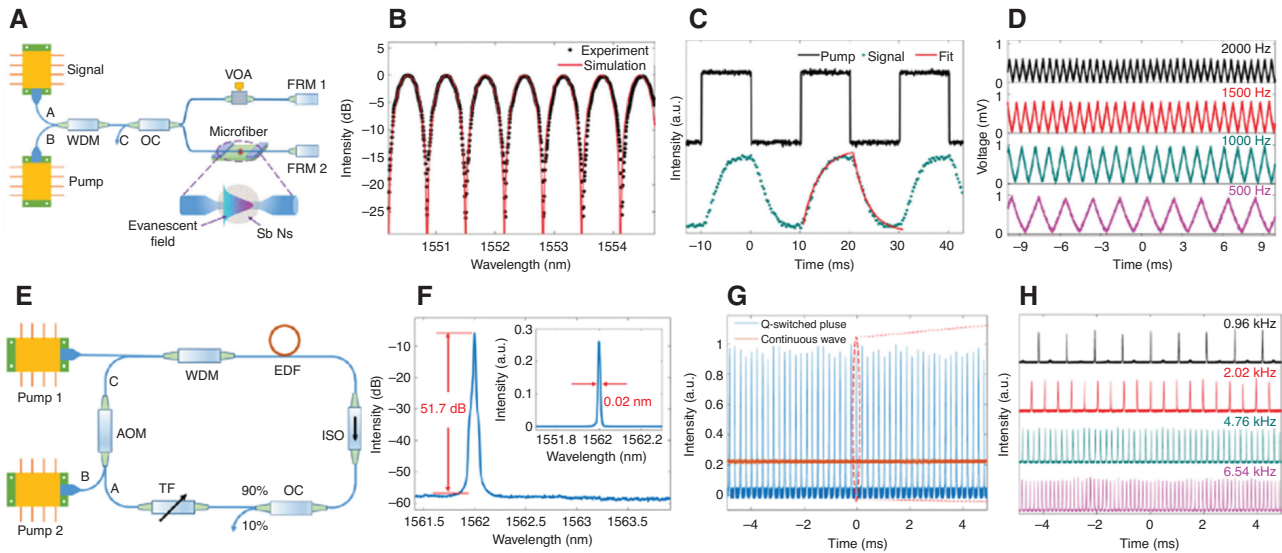 A
Signal
A
B
WDM
C
OC
VOA
FRM 1
Microfiber
FRM 2
Pump
Evanescent
field
Sb Ns
B
Experiment
Simulation
Intensity (dB)
5
0
−5
−10
−15
−20
−25
1551
1552
1553
1554
Wavelength (nm)
C
Pump
Signal
Fit
Intensity (a.u.)
−10
0
10
20
30
40
Time (ms)
D
2000 Hz
1500 Hz
1000 Hz
500 Hz
Voltage (mV)
1
0
1
0
1
0
1
0
−9
−6
−3
0
3
6
9
Time (ms)
E
Pump 1
C
WDM
EDF
AOM
ISO
B
A
TF
90%
OC
10%
Pump 2
F
Intensity (dB)
−10
−20
−30
−40
−50
−60
51.7 dB
1561.5
1562
1562.5
1563
1563.5
Wavelength (nm)
Intensity (a.u.)
0.3
0.2
0.1
0
0.02 nm
1551.8
1562
1562.2
Wavelength (nm)
G
Q-switched pluse
Continuous wave
Intensity (a.u.)
1
0.8
0.6
0.4
0.2
0
−4
−2
0
2
4
Time (ms)
H
0.96 kHz
2.02 kHz
4.76 kHz
6.54 kHz
Intensity (a.u.)
−4
−2
0
2
4
Time (ms)